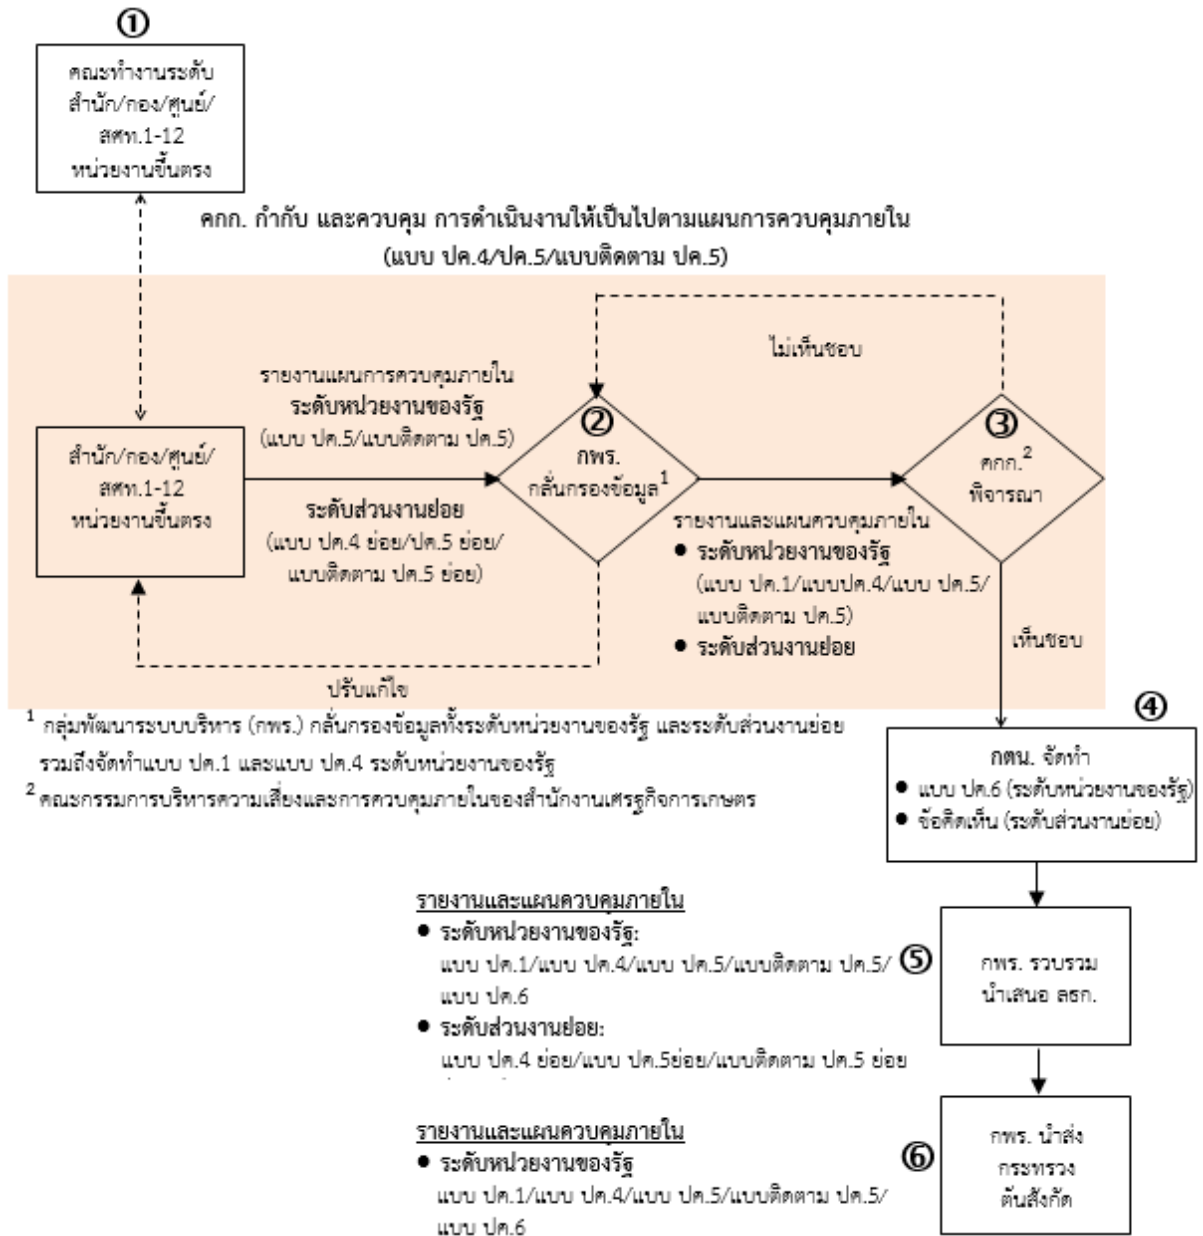 ①
คณะทำงานระดับ
สำนัก/กอง/ศูนย์/
สศท.1-12
หน่วยงานขึ้นตรง
คกก. กำกับ และควบคุม การดำเนินงานให้เป็นไปตามแผนการควบคุมภายใน
(แบบ ปค.4/ปค.5/แบบติดตาม ปค.5)
ไม่เห็นชอบ
รายงานแผนการควบคุมภายใน
ระดับหน่วยงานของรัฐ
(แบบ ปค.5/แบบติดตาม ปค.5)
สำนัก/กอง/ศูนย์/
สศท.1-12
หน่วยงานขึ้นตรง
ระดับส่วนงานย่อย
(แบบ ปค.4 ย่อย/ปค.5 ย่อย/
แบบติดตาม ปค.5 ย่อย)
②
กพร.
กลั่นกรองข้อมูล1
③
คกก.2
พิจารณา
รายงานและแผนควบคุมภายใน
● ระดับหน่วยงานของรัฐ
(แบบ ปค.1/แบบปค.4/แบบ ปค.5/
แบบติดตาม ปค.5)
● ระดับส่วนงานย่อย
เห็นชอบ
ปรับแก้ไข
1 กลุ่มพัฒนาระบบบริหาร (กพร.) กลั่นกรองข้อมูลทั้งระดับหน่วยงานของรัฐ และระดับส่วนงานย่อย
รวมถึงจัดทำแบบ ปค.1 และแบบ ปค.4 ระดับหน่วยงานของรัฐ
2 คณะกรรมการบริหารความเสี่ยงและการควบคุมภายในของสำนักงานเศรษฐกิจการเกษตร
④
กตน. จัดทำ
● แบบ ปค.6 (ระดับหน่วยงานของรัฐ)
● ข้อคิดเห็น (ระดับส่วนงานย่อย)
รายงานและแผนควบคุมภายใน
● ระดับหน่วยงานของรัฐ:
แบบ ปค.1/แบบ ปค.4/แบบ ปค.5/แบบติดตาม ปค.5/
แบบ ปค.6
● ระดับส่วนงานย่อย:
แบบ ปค.4 ย่อย/แบบ ปค.5ย่อย/แบบติดตาม ปค.5 ย่อย
⑤
กพร. รวบรวม
นำเสนอ ลธก.
รายงานและแผนควบคุมภายใน
● ระดับหน่วยงานของรัฐ
แบบ ปค.1/แบบ ปค.4/แบบ ปค.5/แบบติดตาม ปค.5/
แบบ ปค.6
⑥
กพร. นำส่ง
กระทรวง
ต้นสังกัด